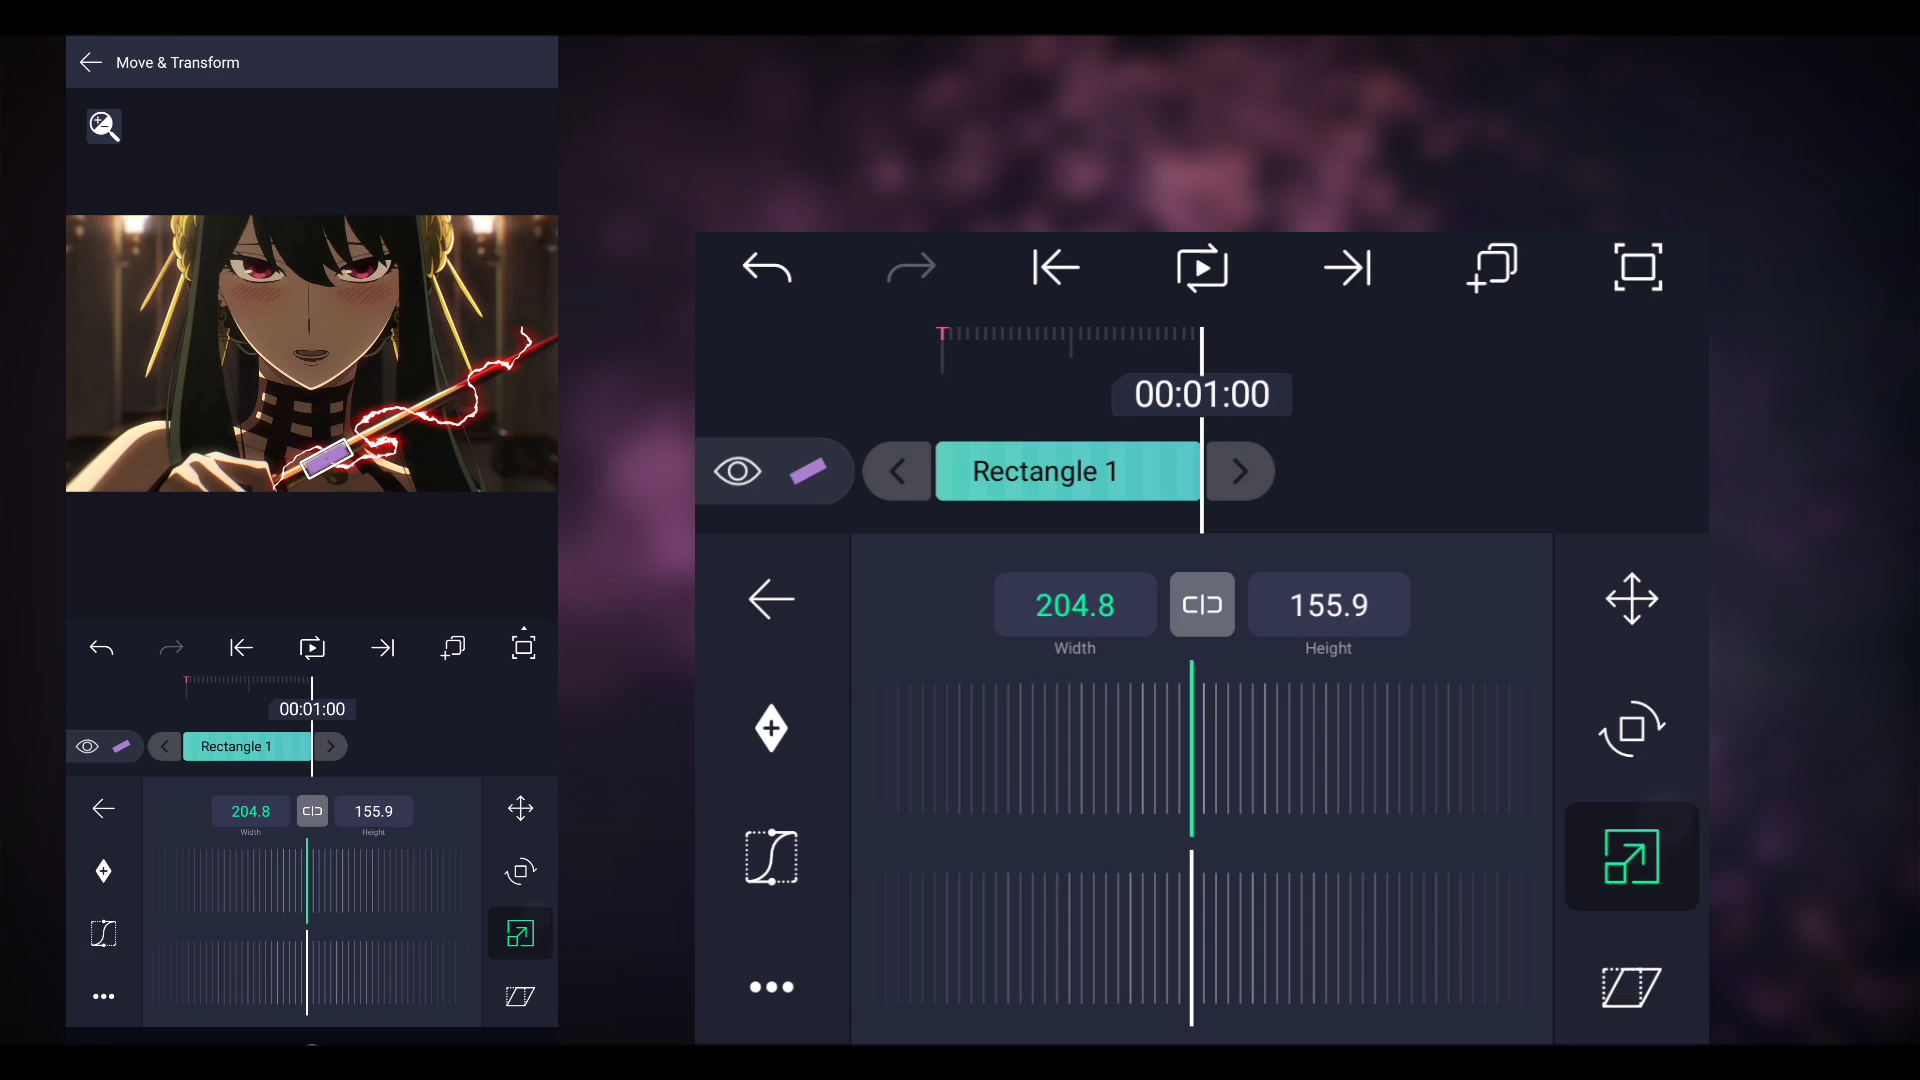 Move & Transform
00:01:00
Rectangle 1
204.8
155.9
Width
Height
00:01:00
Rectangle 1
204.8
155.9
Width
Height